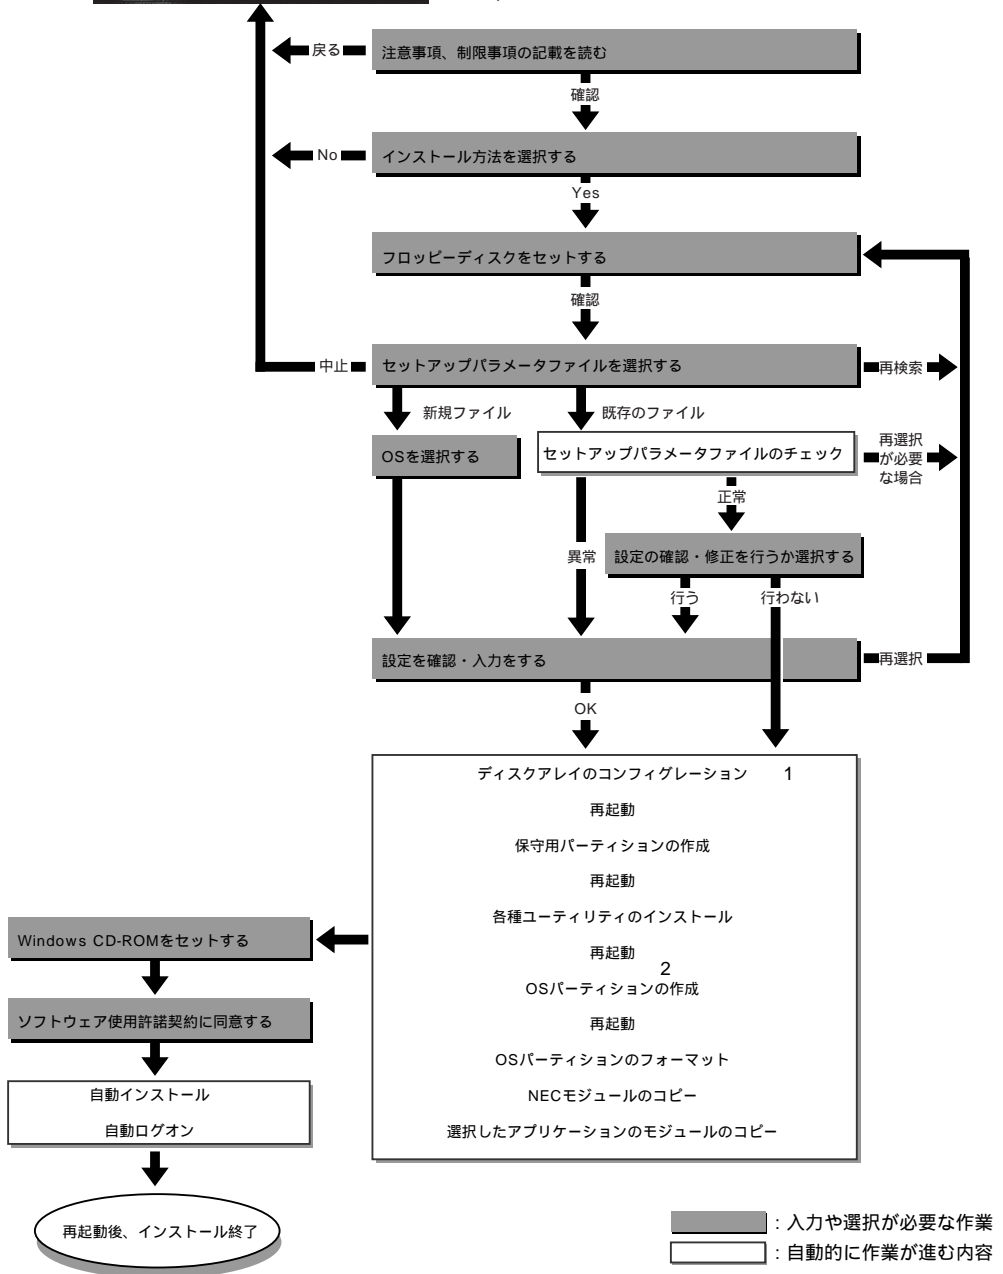 戻る
注意事項、制限事項の記載を読む
確認
No
インストール方法を選択する
Yes
フロッピーディスクをセットする
確認
中止
セットアップパラメータファイルを選択する
再検索
新規ファイル
既存のファイル
OSを選択する
セットアップパラメータファイルのチェック
再選択
が必要
な場合
正常
異常
設定の確認・修正を行うか選択する
行う
行わない
設定を確認・入力をする
再選択
OK
ディスクアレイのコンフィグレーション 1
再起動
保守用パーティションの作成
再起動
各種ユーティリティのインストール
再起動
2
OSパーティションの作成
再起動
OSパーティションのフォーマット
NECモジュールのコピー
選択したアプリケーションのモジュールのコピー
Windows CD-ROMをセットする
ソフトウェア使用許諾契約に同意する
自動インストール
自動ログオン
再起動後、インストール終了
：入力や選択が必要な作業
：自動的に作業が進む内容